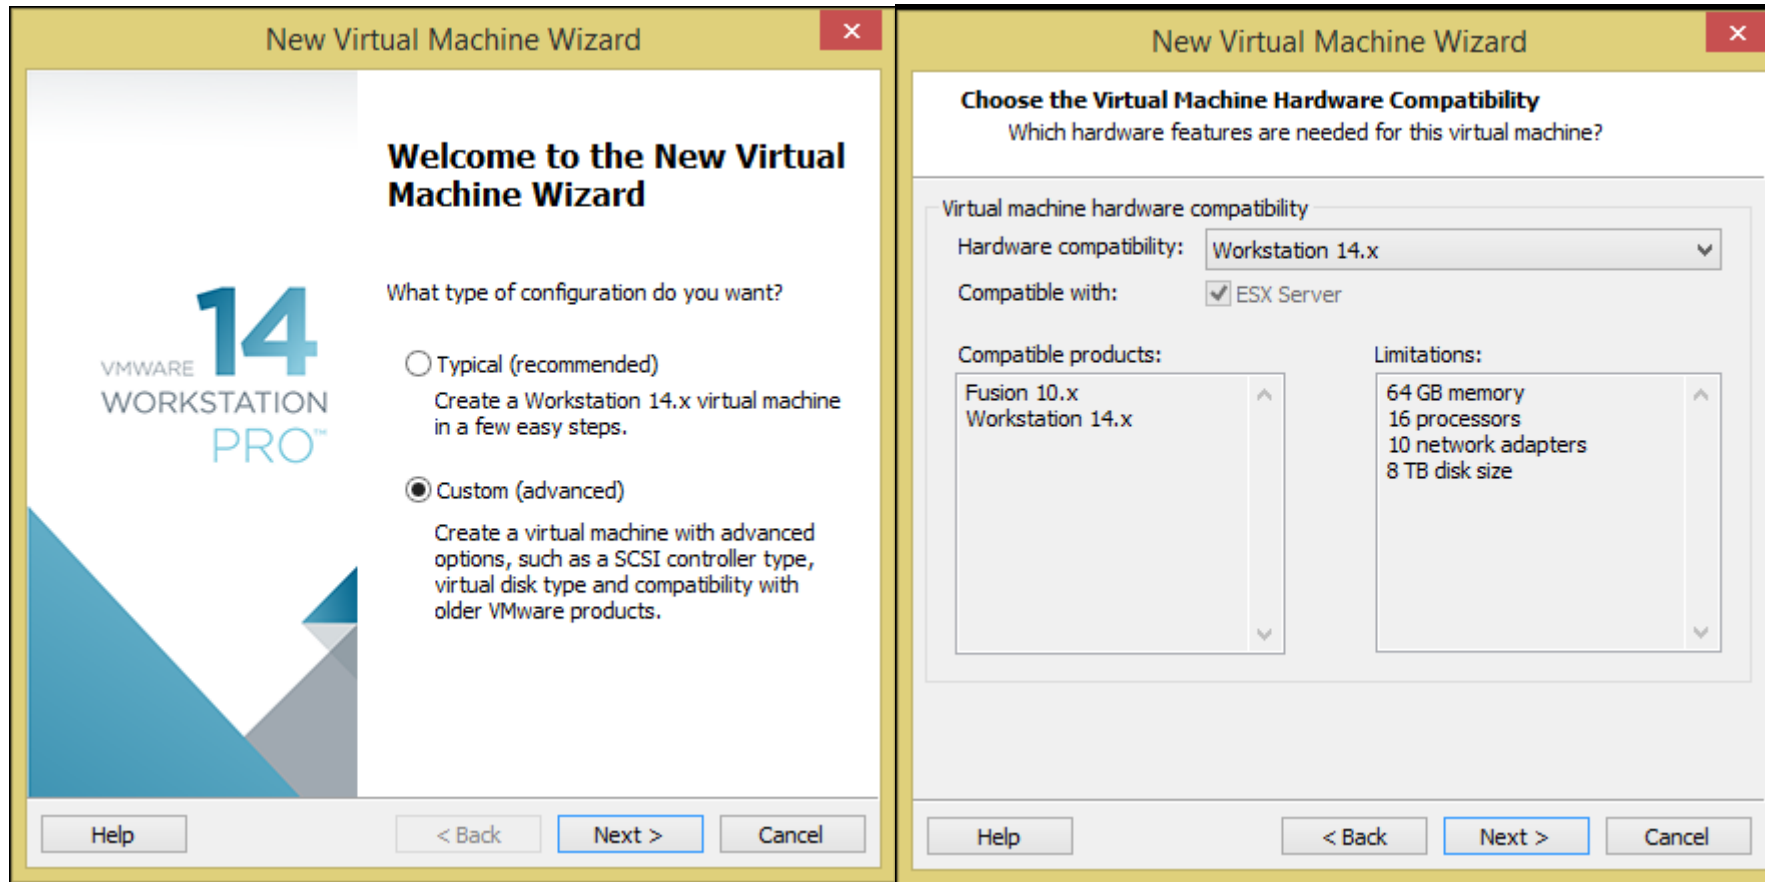 New Virtual Machine Wizard
Welcome to the New Virtual
Machine Wizard
What type of configuration do you want?
14
VMWARE
WORKSTATION
PRO™
Typical (recommended)
Create a Workstation 14.x virtual machine
in a few easy steps.
Custom (advanced)
Create a virtual machine with advanced
options, such as a SCSI controller type,
virtual disk type and compatibility with
older VMware products.
Help
< Back
Next >
Cancel
New Virtual Machine Wizard
Choose the Virtual Machine Hardware Compatibility
Which hardware features are needed for this virtual machine?
Virtual machine hardware compatibility
Hardware compatibility: Workstation 14.x
Compatible with: ESX Server
Compatible products:
Fusion 10.x
Workstation 14.x
Limitations:
64 GB memory
16 processors
10 network adapters
8 TB disk size
Help
< Back
Next >
Cancel